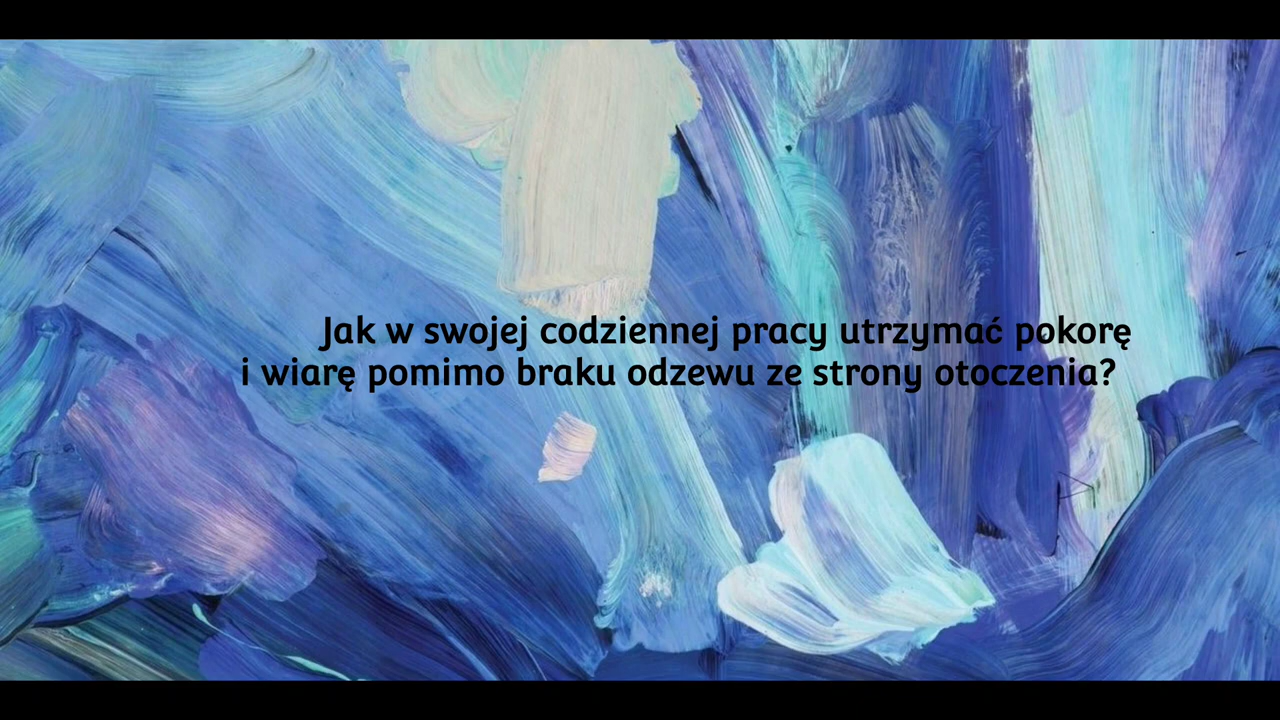 Jak w swojej codziennej pracy utrzymać pokorę
i wiarę pomimo braku odzewu ze strony otoczenia?